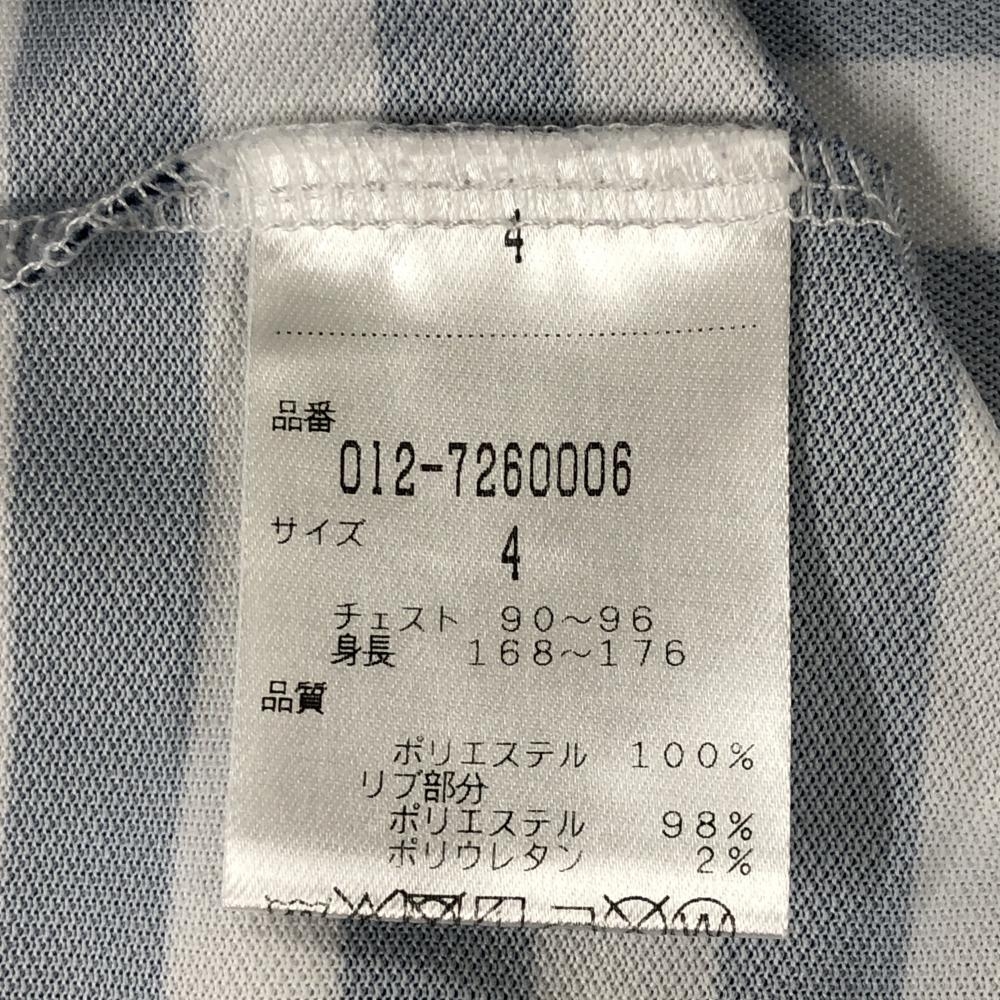 4
品番
012-7260006
サイズ
4
チェスト 90～96
身長 168～176
品質
ポリエステル 100%
リブ部分
ポリエステル 98%
ポリウレタン 2%